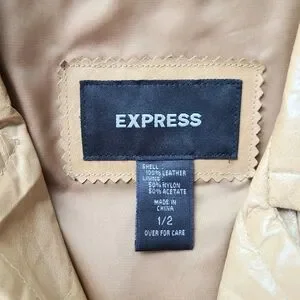 EXPRESS
SHELL
100% LEATHER
LINING
50% NYLON
50% ACETATE
MADE IN
CHINA
1/2
OVER FOR CARE